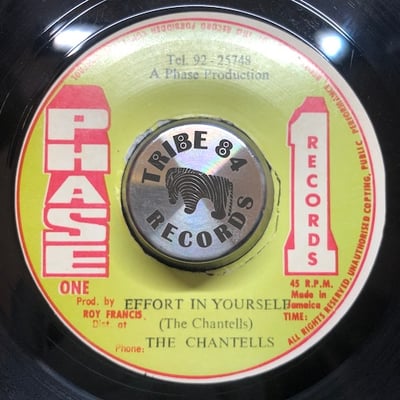 Tel. 92-25748
A Phase Production
PHASE
ONE
1
RECORDS
TRIBE 84
RECORDS
45 R.P.M.
Made in
Jamaica
TIME:
Prod. by
ROY FRANCIS
Dist at
Phone:
EFFORT IN YOURSELF
(The Chantells)
THE CHANTELLS
ALL RIGHTS RESERVED. UNAUTHORISED COPYING, PUBLIC PERFORMANCE,